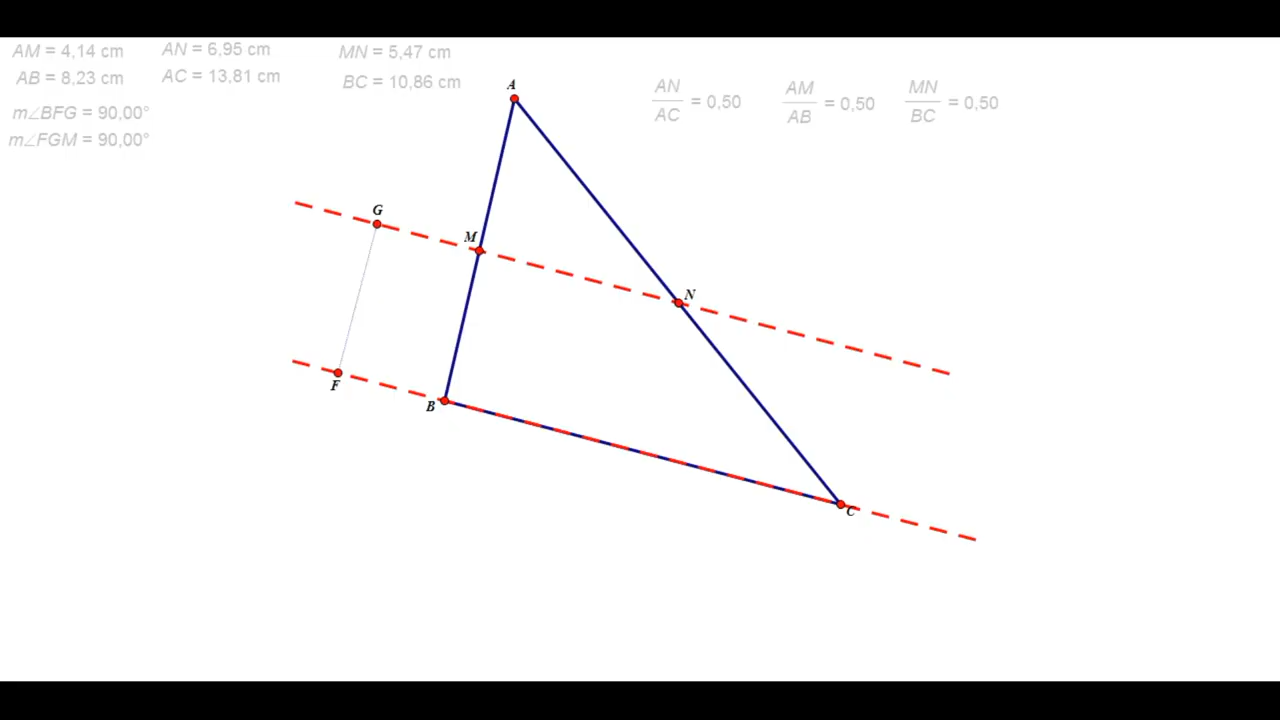 AM = 4,14 cm
AN = 6,95 cm
MN = 5,47 cm
AB = 8,23 cm
AC = 13,81 cm
BC = 10,86 cm
m∠BFG = 90,00°
m∠FGM = 90,00°
AN/AC = 0,50
AM/AB = 0,50
MN/BC = 0,50
A
G
M
N
F
B
C